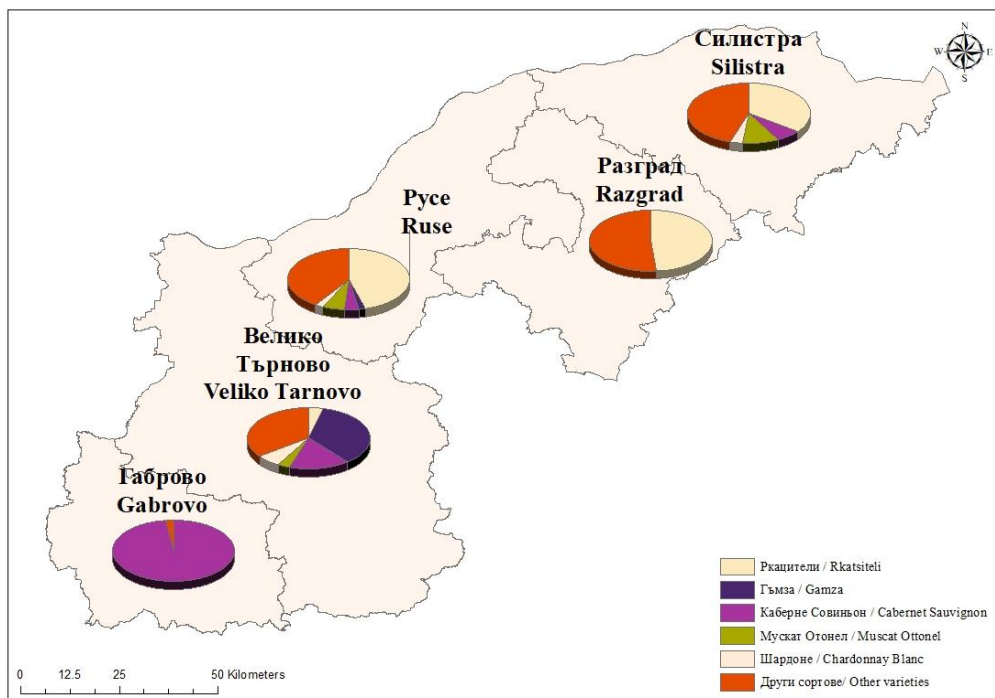 Силистра
Silistra
N
W E
S
Разград
Razgrad
Русе
Ruse
Велико
Търново
Veliko Tarnovo
Габрово
Gabrovo
Ркацители / Rkatsiteli
Гъмза / Gamza
Каберне Совиньон / Cabernet Sauvignon
Мускат Отонел / Muscat Ottonel
Шардоне / Chardonnay Blanc
Други сортове/ Other varieties
0 12.5 25 50 Kilometers